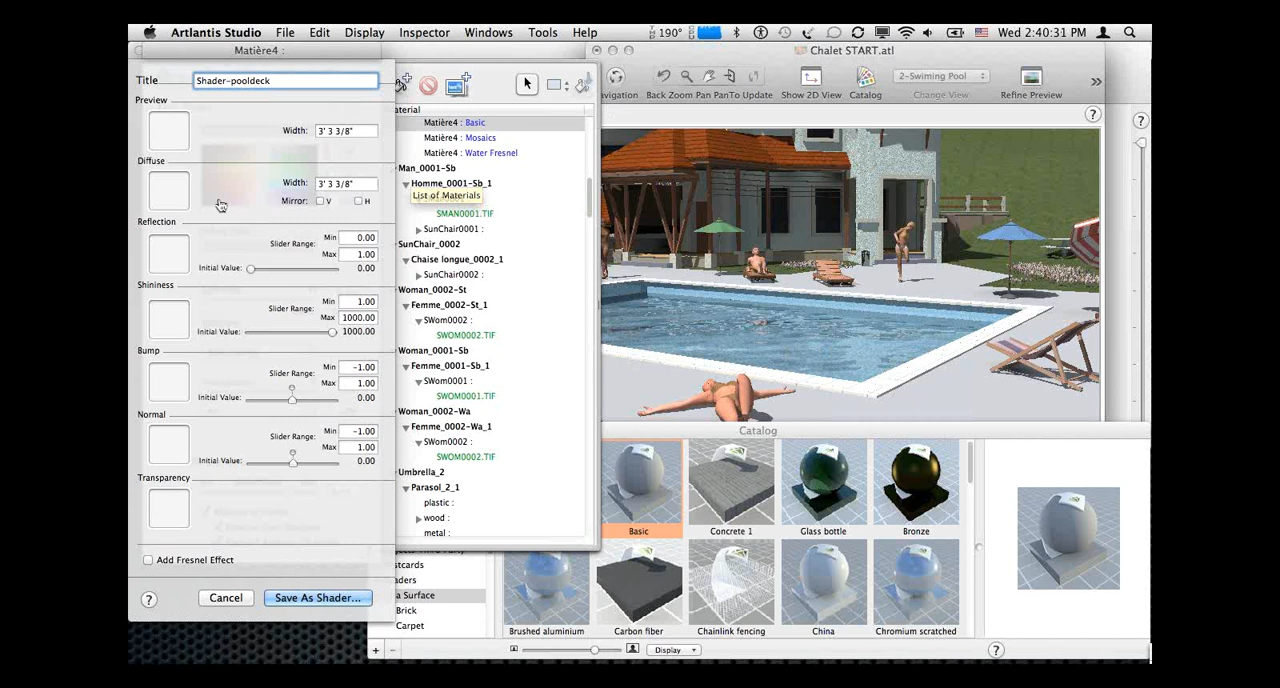 Artlantis Studio File Edit Display Inspector Windows Tools Help 190° Wed 2:40:31 PM
Matière4 :
Title Shader-pooldeck
Preview
Width: 3' 3 3/8"
Diffuse
Width: 3' 3 3/8"
Mirror: V H
Reflection
Slider Range: Min 0.00
Max 1.00
Initial Value: 0.00
Shininess
Slider Range: Min 1.00
Max 1000.00
Initial Value: 1000.00
Bump
Slider Range: Min -1.00
Max 1.00
Initial Value: 0.00
Normal
Slider Range: Min -1.00
Max 1.00
Initial Value: 0.00
Transparency
Add Fresnel Effect
? Cancel Save As Shader...
aterial
Matière4 : Basic
Matière4 : Mosaics
Matière4 : Water Fresnel
Man_0001-Sb
Homme_0001-Sb_1
List of Materials
SMAN0001.TIF
SunChair0001 :
SunChair_0002
Chaise longue_0002_1
SunChair0002 :
Woman_0002-St
Femme_0002-St_1
SWom0002 :
SWOM0002.TIF
Woman_0001-Sb
Femme_0001-Sb_1
SWom0001 :
SWOM0001.TIF
Woman_0002-Wa
Femme_0002-Wa_1
SWom0002 :
SWOM0002.TIF
Umbrella_2
Parasol_2_1
plastic :
wood :
metal :
Chalet START.atl
vigation Back Zoom Pan PanTo Update Show 2D View Catalog 2-Swiming Pool Change View Refine Preview »
?
?
Catalog
Basic Concrete 1 Glass bottle Bronze
stcards
ders
a Surface
Brick
Carpet
Brushed aluminium Carbon fiber Chainlink fencing China Chromium scratched
+ - Display ?